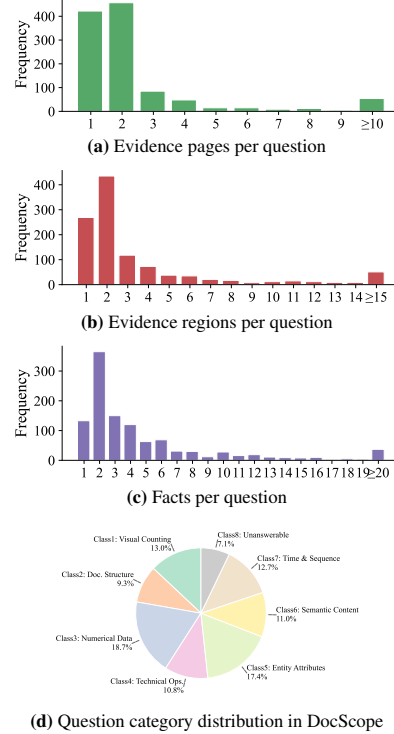 Frequency
400
300
200
100
0
1 2 3 4 5 6 7 8 9 ≥10
(a) Evidence pages per question
Frequency
400
300
200
100
0
1 2 3 4 5 6 7 8 9 10 11 12 13 14 ≥15
(b) Evidence regions per question
Frequency
300
200
100
0
1 2 3 4 5 6 7 8 9 10 11 12 13 14 15 16 17 18 19 ≥20
(c) Facts per question
Class1: Visual Counting
13.0%
Class8: Unanswerable
7.1%
Class7: Time & Sequence
12.7%
Class2: Doc. Structure
9.3%
Class6: Semantic Content
11.0%
Class3: Numerical Data
18.7%
Class5: Entity Attributes
17.4%
Class4: Technical Ops.
10.8%
(d) Question category distribution in DocScope